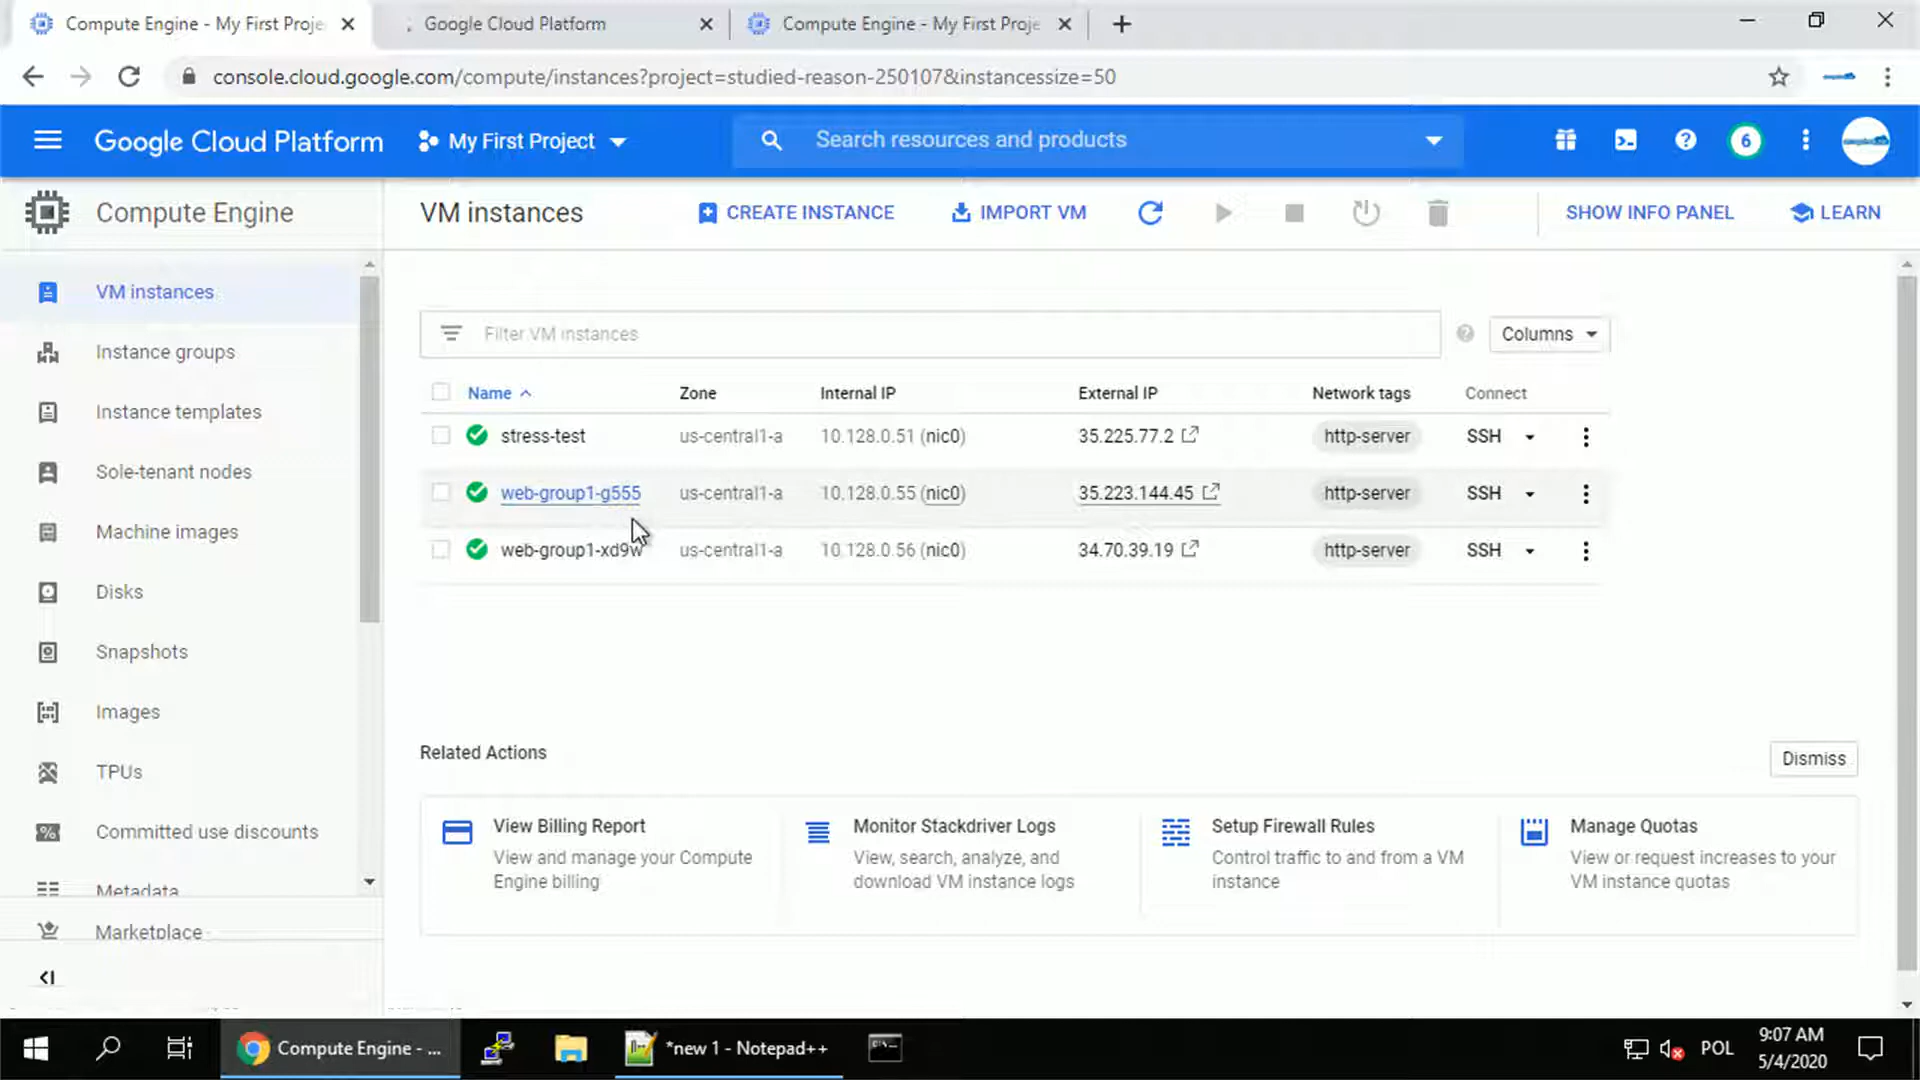 Compute Engine - My First Proje
Google Cloud Platform
Compute Engine - My First Proje
console.cloud.google.com/compute/instances?project=studied-reason-250107&instancessize=50
Google Cloud Platform
My First Project
Search resources and products
6
Compute Engine
VM instances
CREATE INSTANCE
IMPORT VM
SHOW INFO PANEL
LEARN
VM instances
Instance groups
Instance templates
Sole-tenant nodes
Machine images
Disks
Snapshots
Images
TPUs
Committed use discounts
Metadata
Marketplace
Filter VM instances
Columns
Name Zone Internal IP External IP Network tags Connect
stress-test us-central1-a 10.128.0.51 (nic0) 35.225.77.2 http-server SSH
web-group1-g555 us-central1-a 10.128.0.55 (nic0) 35.223.144.45 http-server SSH
web-group1-xd9w us-central1-a 10.128.0.56 (nic0) 34.70.39.19 http-server SSH
Related Actions
Dismiss
View Billing Report
View and manage your Compute
Engine billing
Monitor Stackdriver Logs
View, search, analyze, and
download VM instance logs
Setup Firewall Rules
Control traffic to and from a VM
instance
Manage Quotas
View or request increases to your
VM instance quotas
Compute Engine - ...
*new 1 - Notepad++
POL
9:07 AM
5/4/2020